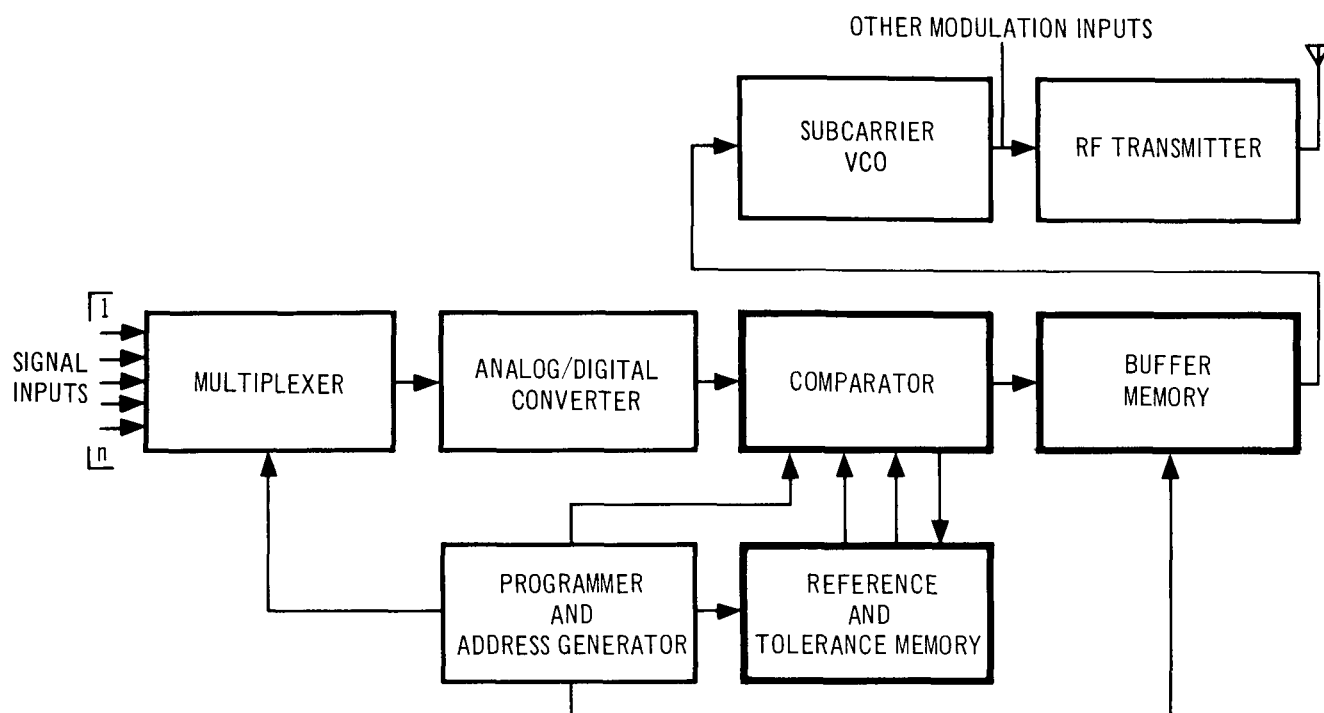 OTHER MODULATION INPUTS
SUBCARRIER
VCO
RF TRANSMITTER
1
SIGNAL
INPUTS
n
MULTIPLEXER
ANALOG/DIGITAL
CONVERTER
COMPARATOR
BUFFER
MEMORY
PROGRAMMER
AND
ADDRESS GENERATOR
REFERENCE
AND
TOLERANCE MEMORY